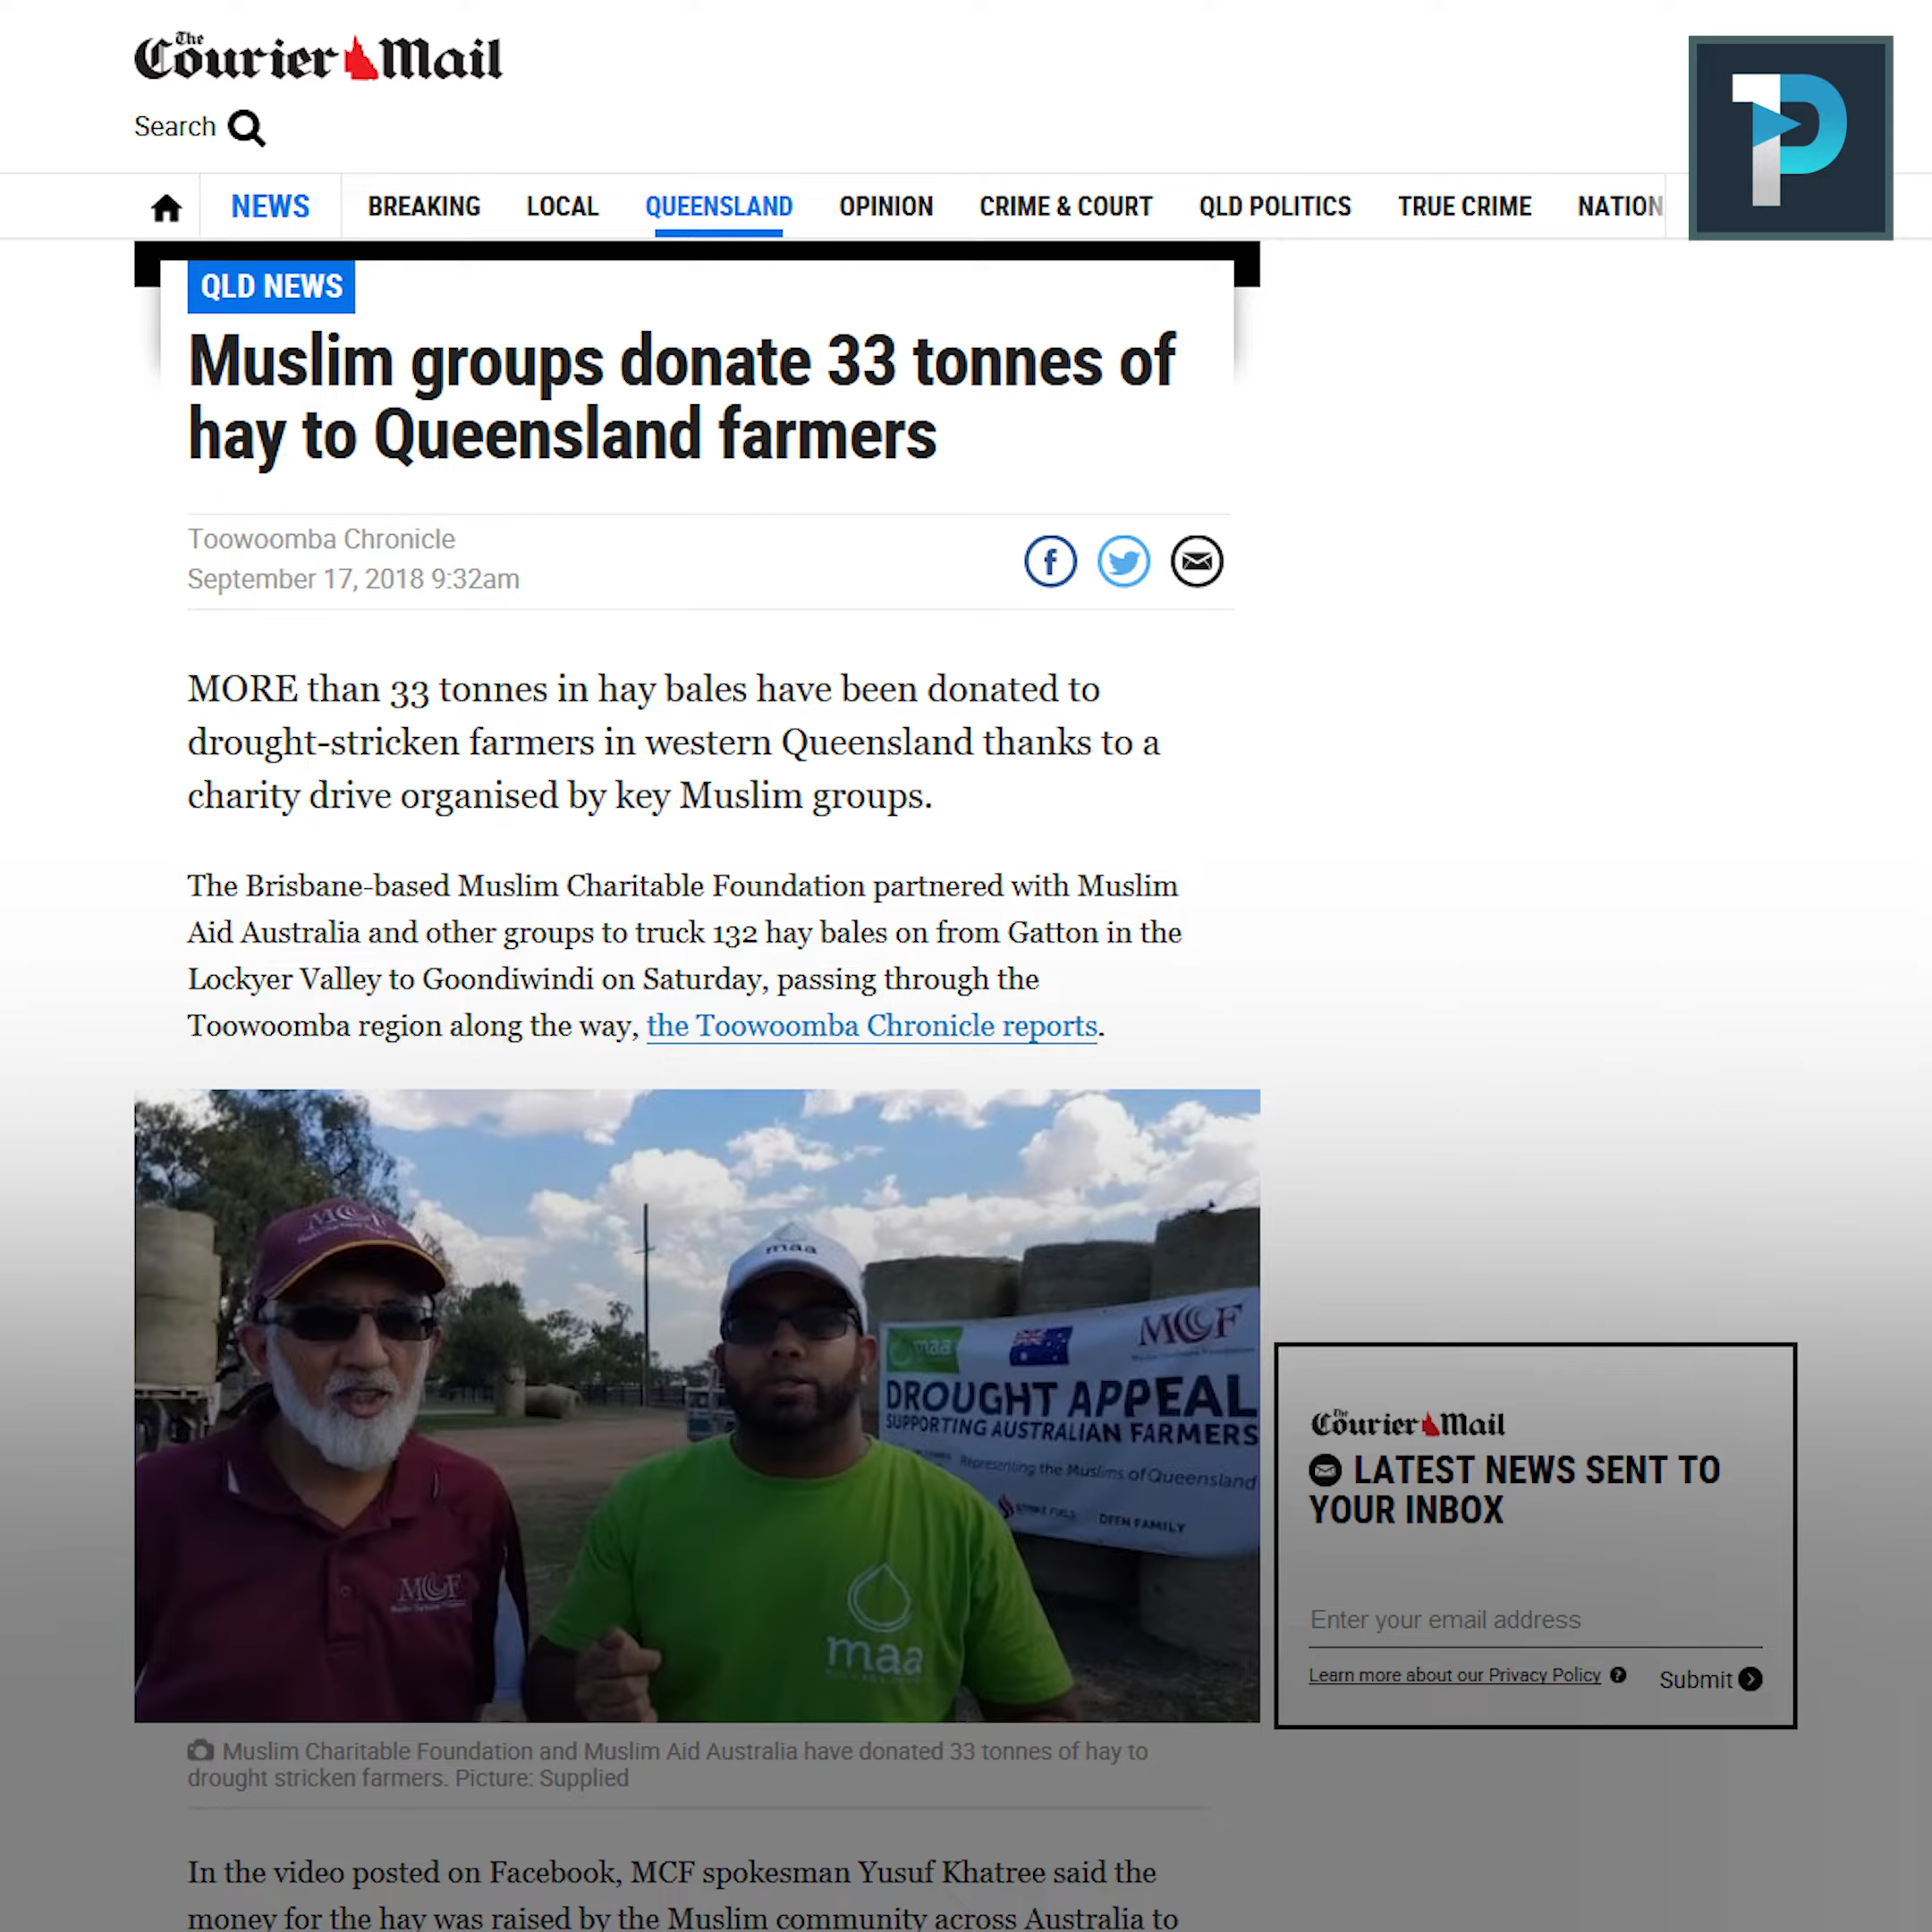 The Courier Mail
Search
NEWS BREAKING LOCAL QUEENSLAND OPINION CRIME & COURT QLD POLITICS TRUE CRIME NATION
QLD NEWS
Muslim groups donate 33 tonnes of
hay to Queensland farmers
Toowoomba Chronicle
September 17, 2018 9:32am
MORE than 33 tonnes in hay bales have been donated to
drought-stricken farmers in western Queensland thanks to a
charity drive organised by key Muslim groups.
The Brisbane-based Muslim Charitable Foundation partnered with Muslim
Aid Australia and other groups to truck 132 hay bales on from Gatton in the
Lockyer Valley to Goondiwindi on Saturday, passing through the
Toowoomba region along the way, the Toowoomba Chronicle reports.
MCF
maa
maa
MCF
DROUGHT APPEAL
SUPPORTING AUSTRALIAN FARMERS
Representing the Muslims of Queensland
DEEN FAMILY
MCF
maa
The Courier Mail
LATEST NEWS SENT TO
YOUR INBOX
Enter your email address
Learn more about our Privacy Policy ?
Submit
Muslim Charitable Foundation and Muslim Aid Australia have donated 33 tonnes of hay to
drought stricken farmers. Picture: Supplied
In the video posted on Facebook, MCF spokesman Yusuf Khatree said the
money for the hay was raised by the Muslim community across Australia to